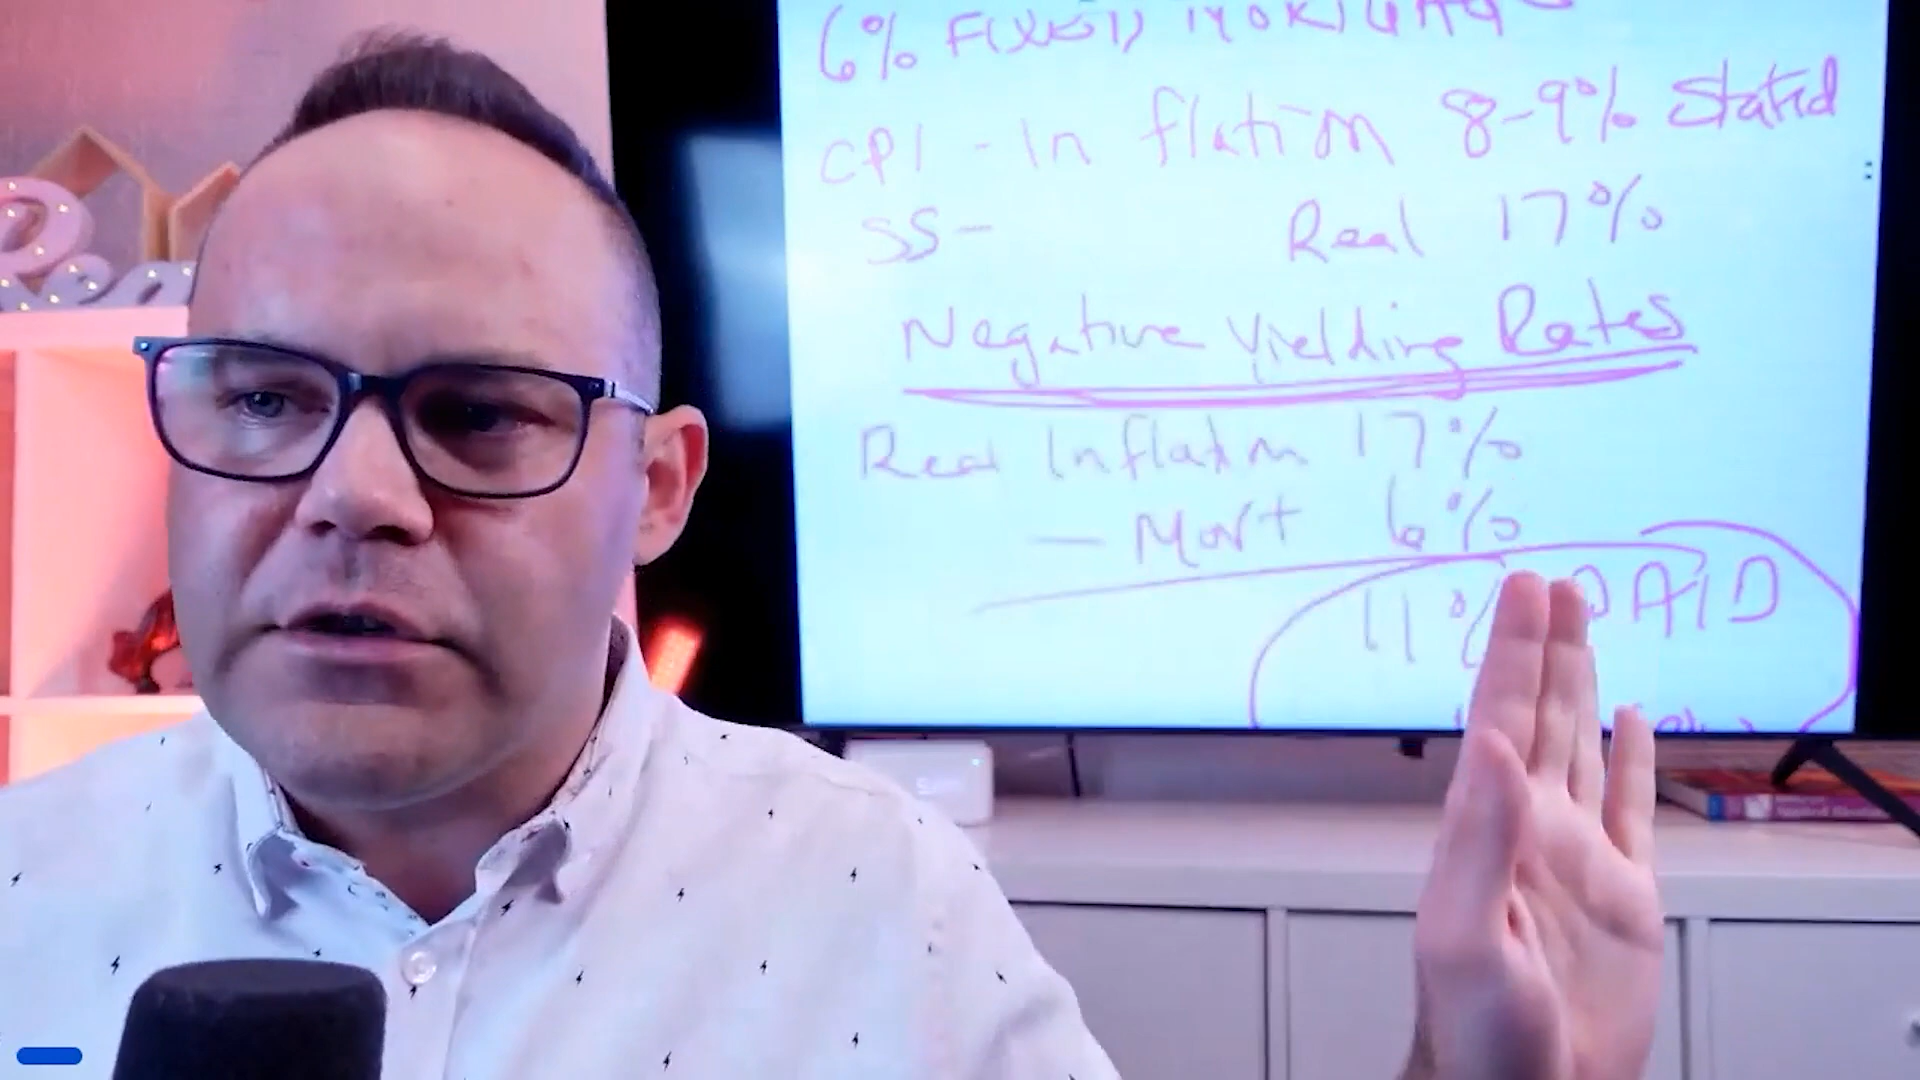 6% Fixed Mortgage
CPI - Inflation 8-9% Stated
SS - Real 17%
Negative Yielding Rates
Real Inflation 17%
- Mort 6%
11% PAID